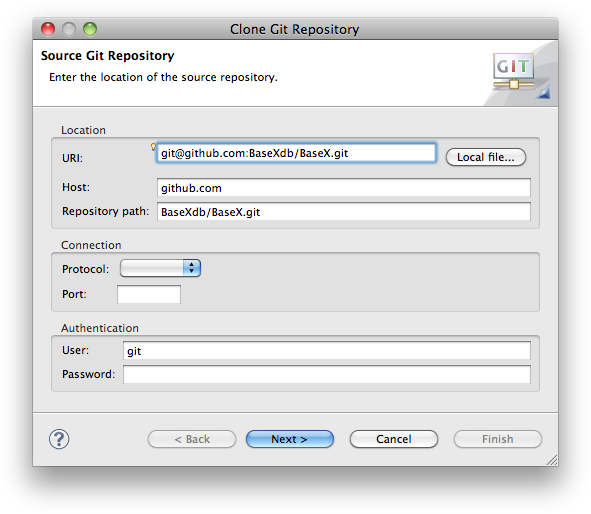 Clone Git Repository
Source Git Repository
Enter the location of the source repository.
GIT
Location
URI: git@github.com:BaseXdb/BaseX.git Local file...
Host: github.com
Repository path: BaseXdb/BaseX.git
Connection
Protocol:
Port:
Authentication
User: git
Password:
? < Back Next > Cancel Finish